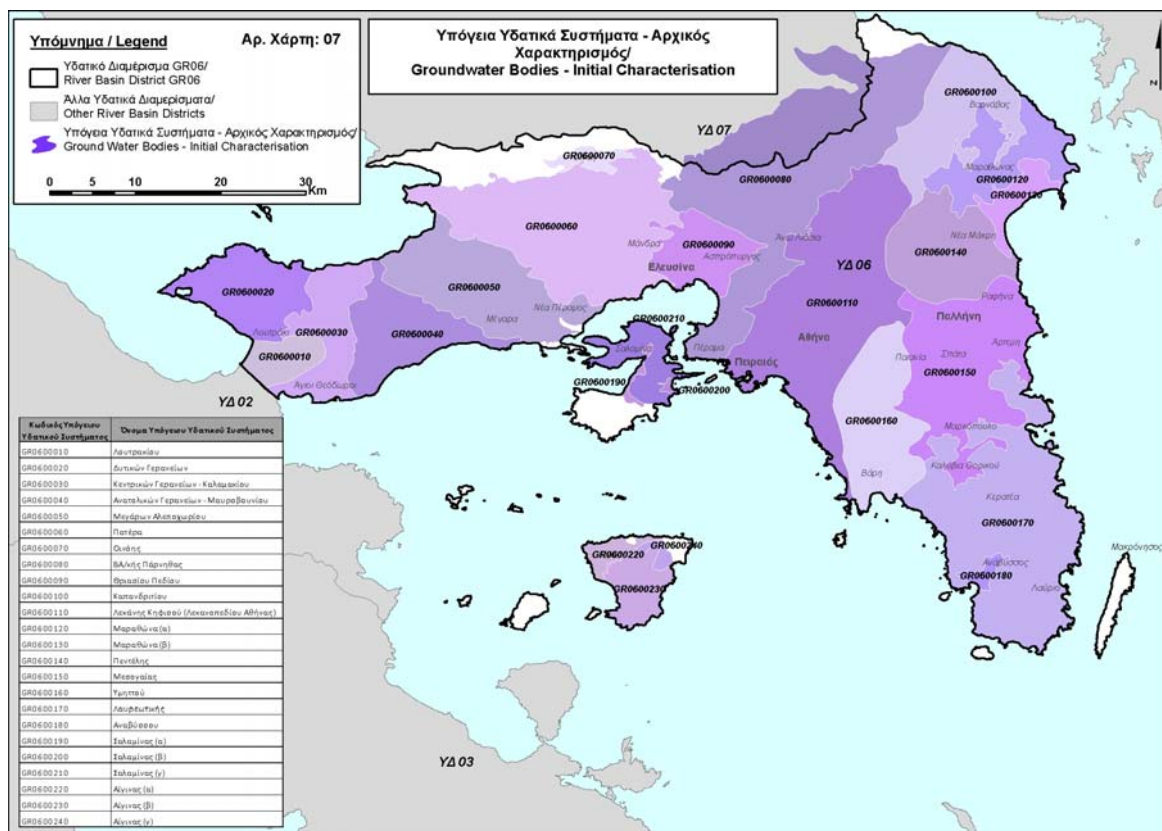 Υπόμνημα / Legend
Αρ. Χάρτη: 07
Υδατικό Διαμέρισμα GR06/
River Basin District GR06
Άλλα Υδατικά Διαμερίσματα/
Other River Basin Districts
Υπόγεια Υδατικά Συστήματα - Αρχικός Χαρακτηρισμός/
Ground Water Bodies - Initial Characterisation
0 5 10 20 30
Km
Υπόγεια Υδατικά Συστήματα - Αρχικός
Χαρακτηρισμός/
Groundwater Bodies - Initial Characterisation
N
ΥΔ 07
GR0600100
Βαρνάβας
GR0600070
Μαραθώνας
GR0600120
GR0600130
GR0600080
GR0600060
Μάνδρα
GR0600090
Άνω Λιόσια
Νέα Μάκρη
GR0600140
Ελευσίνα
Ασπρόπυργος
ΥΔ 06
GR0600020
GR0600050
Νέα Πέραμος
Ραφήνα
GR0600110
Λουτράκι
GR0600030
GR0600040
Μέγαρα
GR0600210
Παλλήνη
Αθήνα
GR0600010
Σαλαμίνα
Πέραμα
Πειραιάς
Παιανία
Σπάτα
Αρτέμη
GR0600150
Άγιοι Θεόδωροι
GR0600190
GR0600200
ΥΔ 02
GR0600160
Μαρκόπουλο
Βάρη
Καλύβια Θορικού
Κερατέα
GR0600170
Μακρόνησος
GR0600220
GR0600240
GR0600230
Ανάβυσσος
GR0600180
Λαύριο
ΥΔ 03
Κωδικός Υπόγειου
Υδατικού Συστήματος
Όνομα Υπόγειου Υδατικού Συστήματος
GR0600010 Λουτρακίου
GR0600020 Δυτικών Γερανείων
GR0600030 Κεντρικών Γερανείων - Καλαμακίου
GR0600040 Ανατολικών Γερανείων - Μαυροβουνίου
GR0600050 Μεγάρων Αλεποχωρίου
GR0600060 Πατέρα
GR0600070 Οινόης
GR0600080 ΒΑ/κής Πάρνηθας
GR0600090 Θριασίου Πεδίου
GR0600100 Καπανδριτίου
GR0600110 Λεκάνης Κηφισού (Λεκανοπεδίου Αθήνας)
GR0600120 Μαραθώνα (α)
GR0600130 Μαραθώνα (β)
GR0600140 Πεντέλης
GR0600150 Μεσογαίας
GR0600160 Υμηττού
GR0600170 Λαυρεωτικής
GR0600180 Αναβύσσου
GR0600190 Σαλαμίνας (α)
GR0600200 Σαλαμίνας (β)
GR0600210 Σαλαμίνας (γ)
GR0600220 Αίγινας (α)
GR0600230 Αίγινας (β)
GR0600240 Αίγινας (γ)